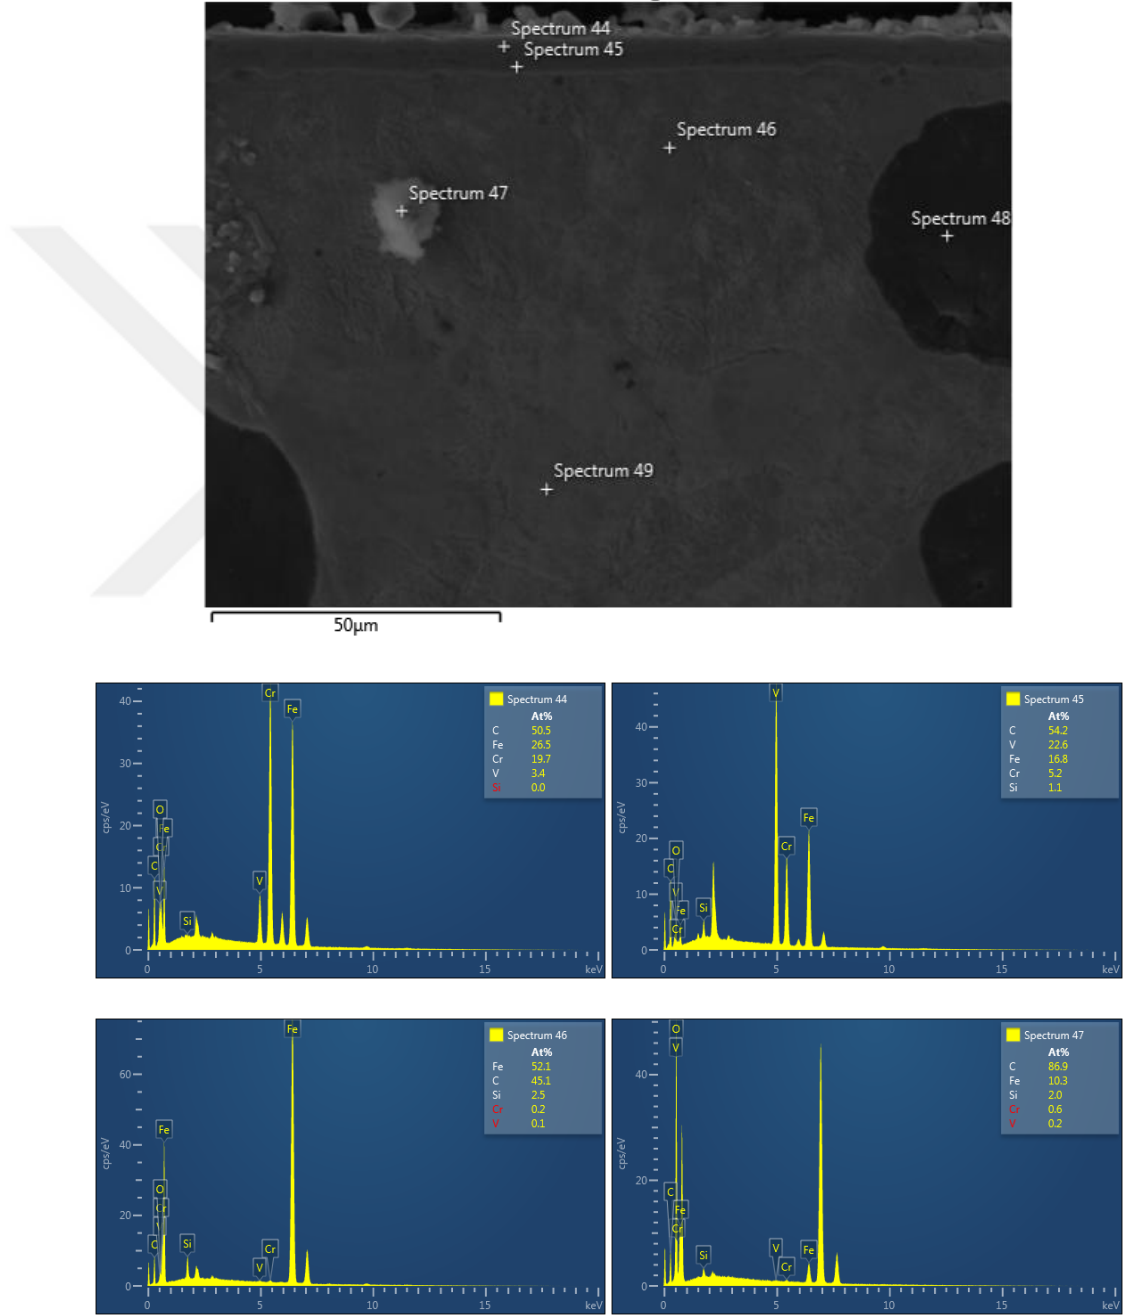 Spectrum 44
Spectrum 45
Spectrum 46
Spectrum 47
Spectrum 48
Spectrum 49
50µm
Spectrum 44
At%
C 50.5
Fe 26.5
Cr 19.7
V 3.4
Si 0.0
cps/eV
40
30
20
10
0
Cr
Fe
O
Fe
C
V
Si
V
0 5 10 15 keV
Spectrum 45
At%
C 54.2
V 22.6
Fe 16.8
Cr 5.2
Si 1.1
cps/eV
40
30
20
10
0
V
Fe
Cr
O
C
V
Fe
Si
Cr
0 5 10 15 keV
Spectrum 46
At%
Fe 52.1
C 45.1
Si 2.5
Cr 0.2
V 0.1
cps/eV
60
40
20
0
Fe
Fe
O
Cr
C
Si
Cr
V
0 5 10 15 keV
Spectrum 47
At%
C 86.9
Fe 10.3
Si 2.0
Cr 0.6
V 0.2
cps/eV
40
20
0
O
V
C
Fe
Cr
Si
V
Cr
Fe
0 5 10 15 keV